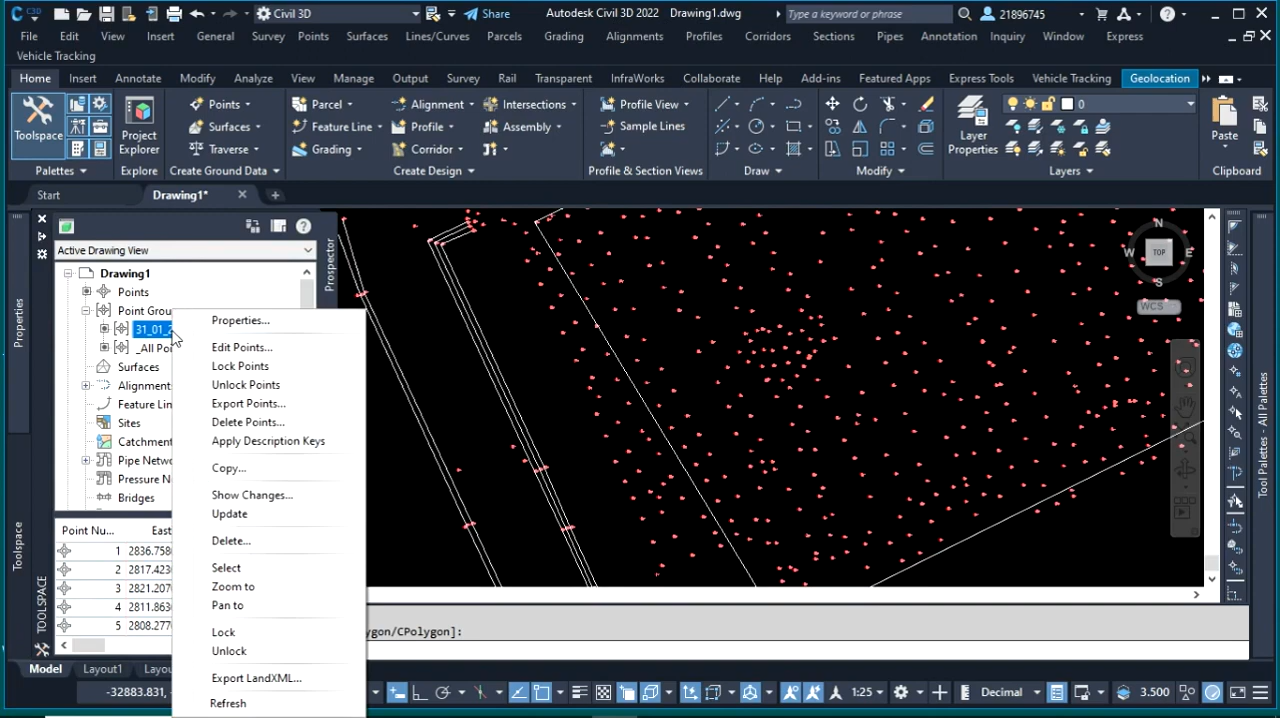 C3D Civil 3D Share Autodesk Civil 3D 2022 Drawing1.dwg Type a keyword or phrase 21896745
File Edit View Insert General Survey Points Surfaces Lines/Curves Parcels Grading Alignments Profiles Corridors Sections Pipes Annotation Inquiry Window Express
Vehicle Tracking
Home Insert Annotate Modify Analyze View Manage Output Survey Rail Transparent InfraWorks Collaborate Help Add-ins Featured Apps Express Tools Vehicle Tracking Geolocation
Points Parcel Alignment Intersections Profile View 0
Toolspace Project Explorer Surfaces Feature Line Profile Assembly Sample Lines Layer Properties Paste
Traverse Grading Corridor
Palettes Explore Create Ground Data Create Design Profile & Section Views Draw Modify Layers Clipboard
Start Drawing1*
Active Drawing View
Drawing1
Points
Point Grou
31_01_2
_All Poi
Surfaces
Alignment
Feature Lin
Sites
Catchment
Pipe Netw
Pressure N
Bridges
Prospector
Properties
Toolspace
TOOLSPACE
Properties...
Edit Points...
Lock Points
Unlock Points
Export Points...
Delete Points...
Apply Description Keys
Copy...
Show Changes...
Update
Delete...
Select
Zoom to
Pan to
Lock
Unlock
Export LandXML...
Refresh
Point Nu... East
1 2836.758
2 2817.423
3 2821.207
4 2811.863
5 2808.277
N
W TOP E
S
WCS
Tool Palettes - All Palettes
ygon/CPolygon]:
Model Layout1 Layou
-32883.831, 1:25 Decimal 3.500